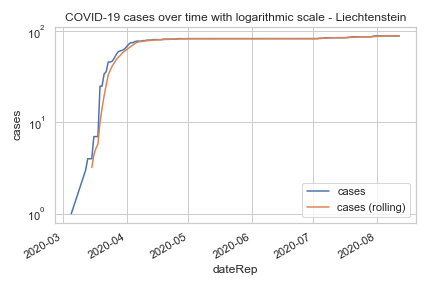 COVID-19 cases over time with logarithmic scale - Liechtenstein
10²
10¹
10⁰
cases
cases
cases (rolling)
2020-03
2020-04
2020-05
2020-06
2020-07
2020-08
dateRep